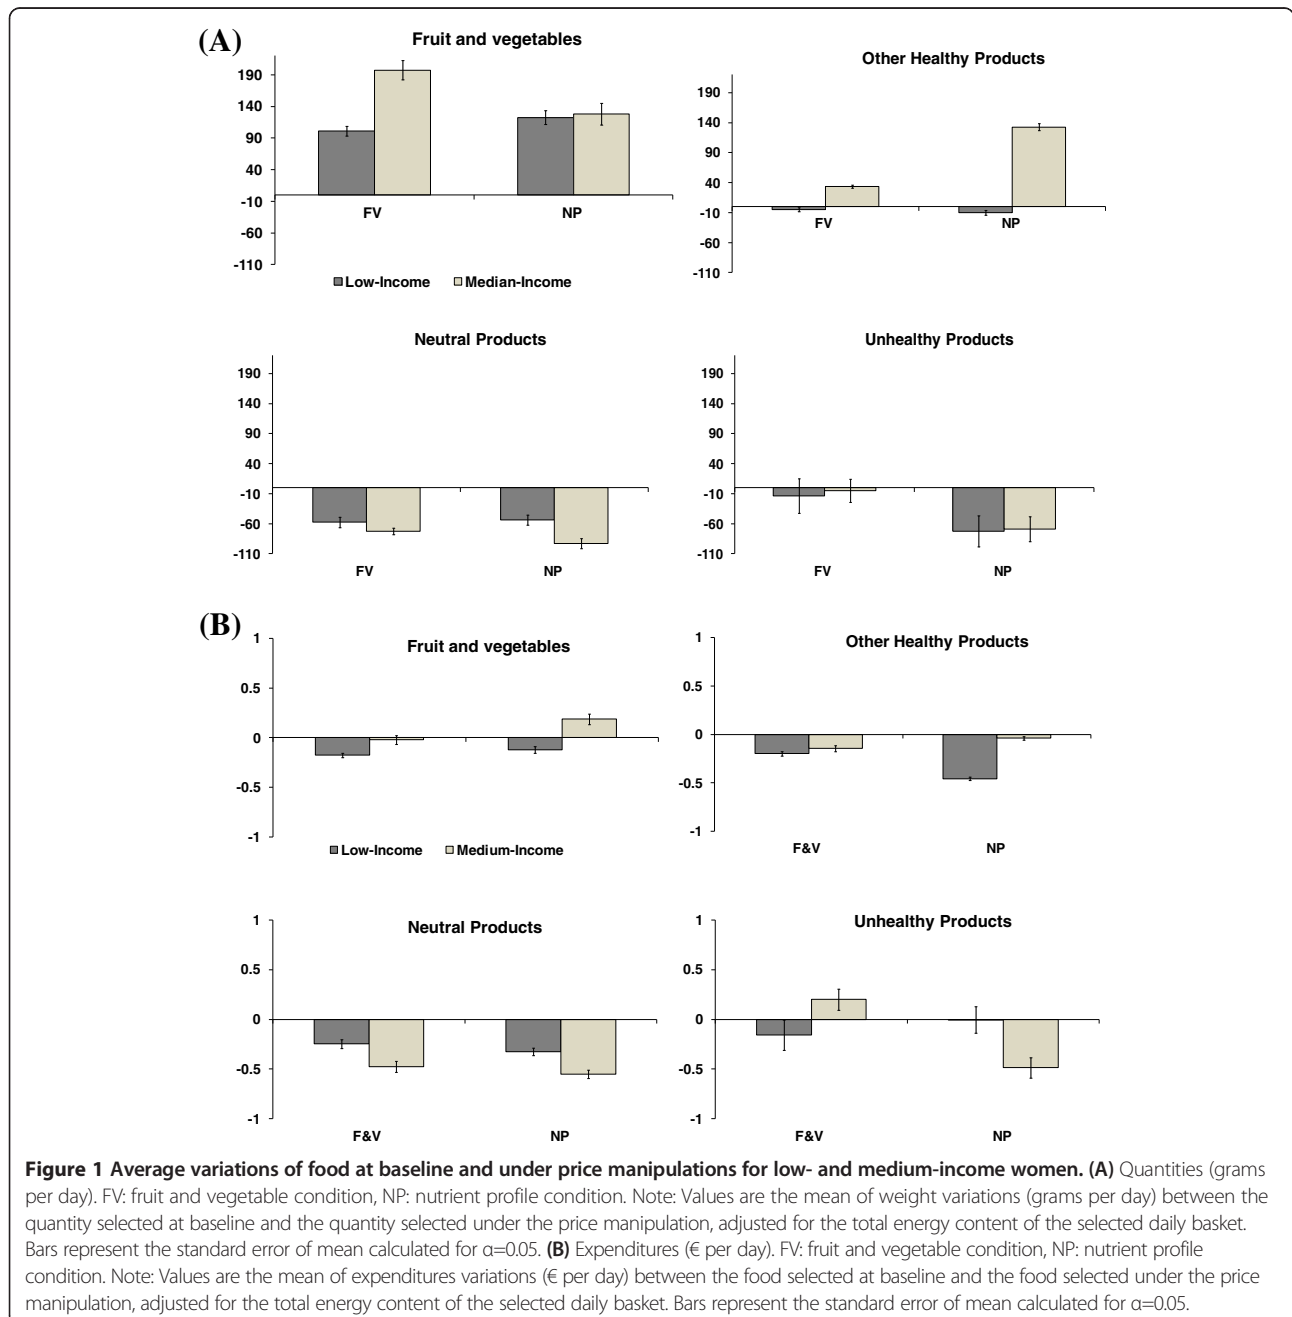 (A)
Fruit and vegetables
190
140
90
40
-10
-60
-110
FV
NP
Low-Income
Median-Income
Other Healthy Products
190
140
90
40
-10
-60
-110
FV
NP
Neutral Products
190
140
90
40
-10
-60
-110
FV
NP
Unhealthy Products
190
140
90
40
-10
-60
-110
FV
NP
(B)
Fruit and vegetables
1
0.5
0
-0.5
-1
Low-Income
Medium-Income
Other Healthy Products
1
0.5
0
-0.5
-1
F&V
NP
Neutral Products
1
0.5
0
-0.5
-1
F&V
NP
Unhealthy Products
1
0.5
0
-0.5
-1
F&V
NP
Figure 1 Average variations of food at baseline and under price manipulations for low- and medium-income women. (A) Quantities (grams
per day). FV: fruit and vegetable condition, NP: nutrient profile condition. Note: Values are the mean of weight variations (grams per day) between the
quantity selected at baseline and the quantity selected under the price manipulation, adjusted for the total energy content of the selected daily basket.
Bars represent the standard error of mean calculated for α=0.05. (B) Expenditures (€ per day). FV: fruit and vegetable condition, NP: nutrient profile
condition. Note: Values are the mean of expenditures variations (€ per day) between the food selected at baseline and the food selected under the price
manipulation, adjusted for the total energy content of the selected daily basket. Bars represent the standard error of mean calculated for α=0.05.